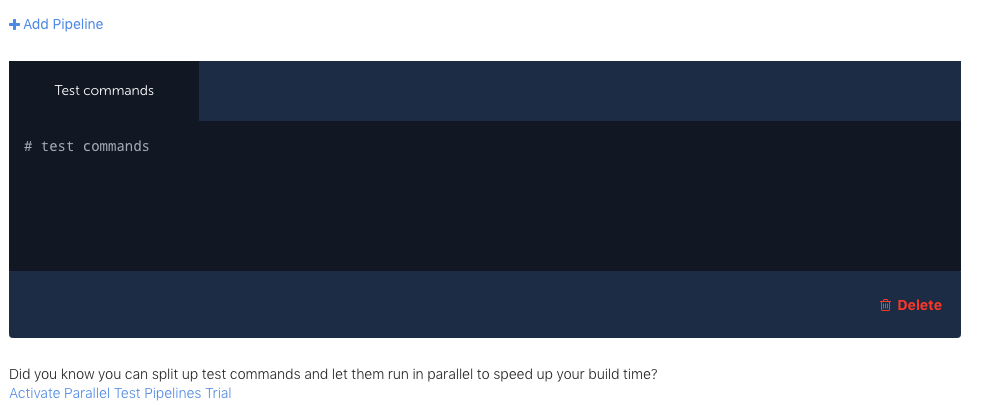 Add Pipeline
Test commands
# test commands
Delete
Did you know you can split up test commands and let them run in parallel to speed up your build time?
Activate Parallel Test Pipelines Trial